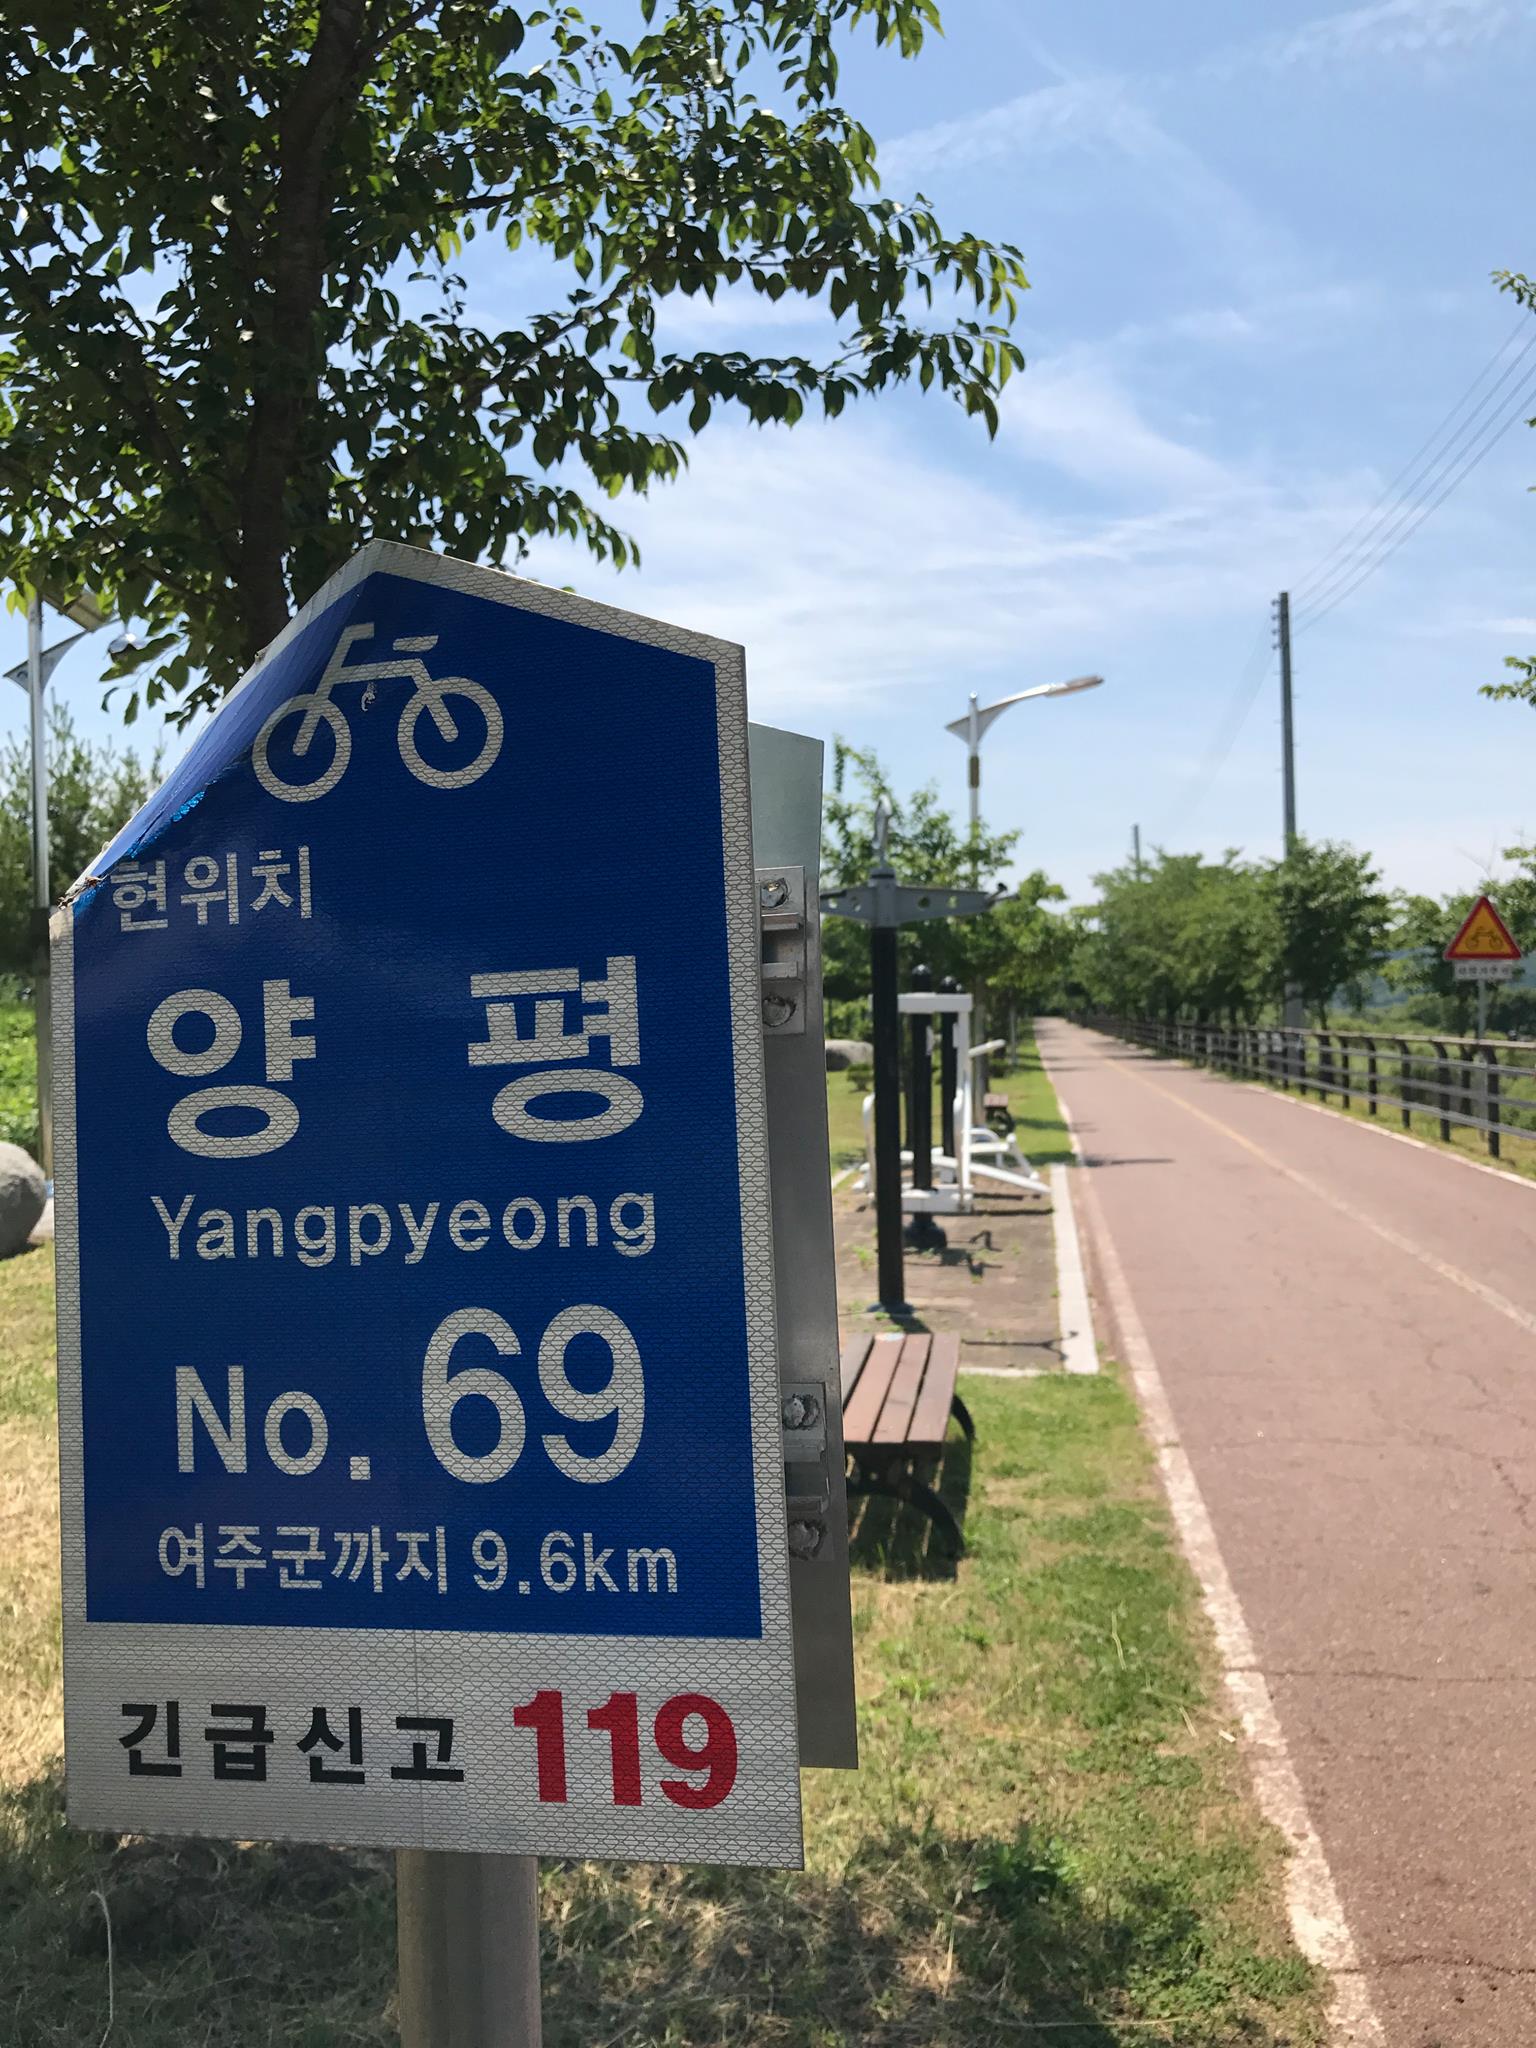 현위치
양평
Yangpyeong
No. 69
여주군까지 9.6km
긴급신고 119